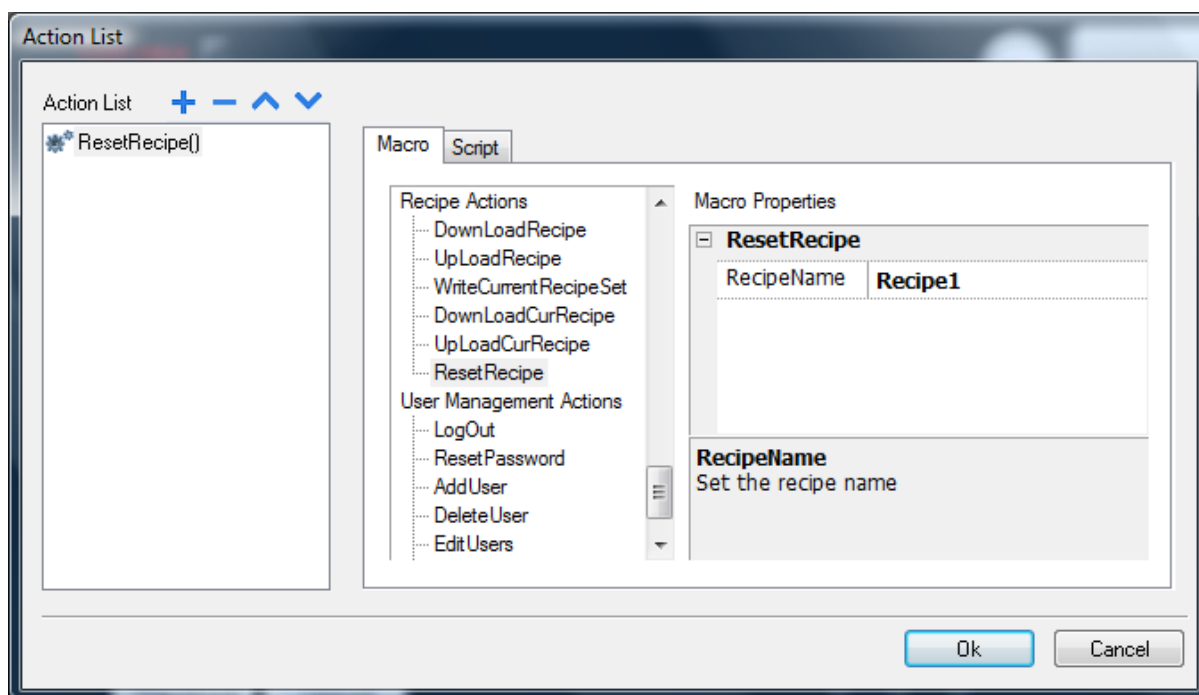 Action List
Action List
ResetRecipe()
Macro
Script
Recipe Actions
DownLoadRecipe
UpLoadRecipe
WriteCurrentRecipeSet
DownLoadCurRecipe
UpLoadCurRecipe
ResetRecipe
User Management Actions
LogOut
ResetPassword
AddUser
DeleteUser
EditUsers
Macro Properties
ResetRecipe
RecipeName Recipe1
RecipeName
Set the recipe name
Ok
Cancel